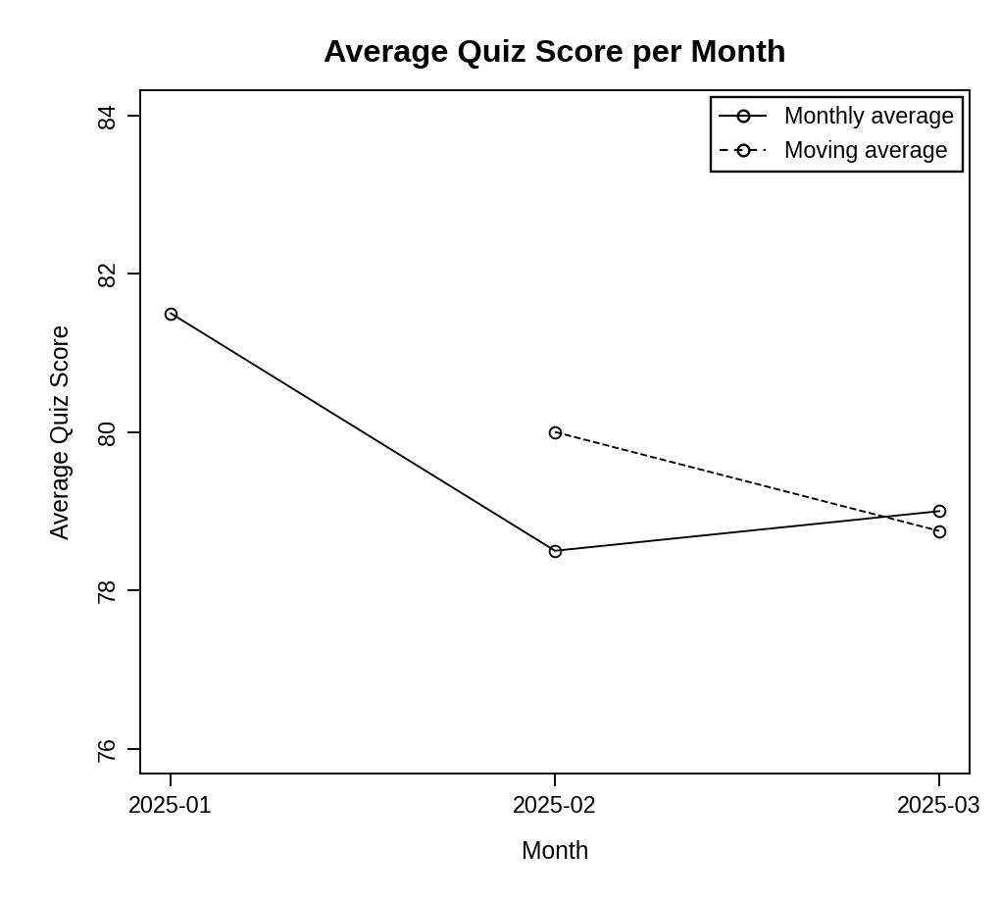 Average Quiz Score per Month
Monthly average
Moving average
Average Quiz Score
84
82
80
78
76
2025-01
2025-02
2025-03
Month